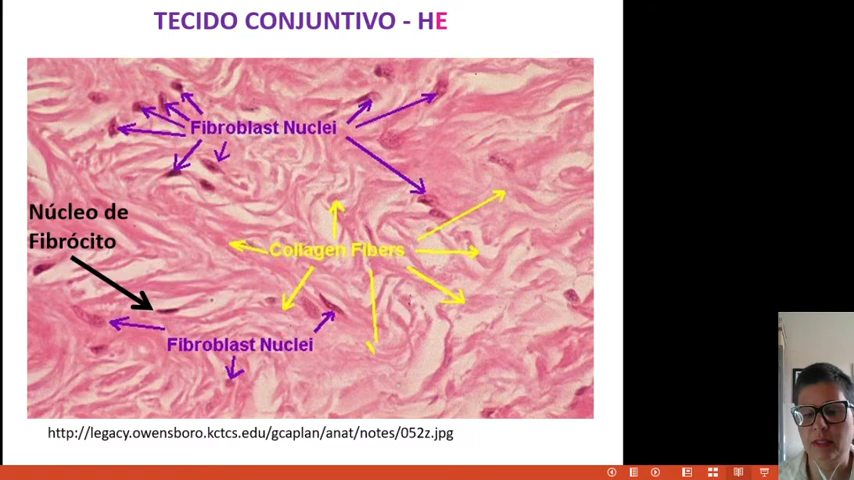 TECIDO CONJUNTIVO - HE
Fibroblast Nuclei
Núcleo de
Fibrócito
Collagen Fibers
Fibroblast Nuclei
http://legacy.owensboro.kctcs.edu/gcaplan/anat/notes/052z.jpg